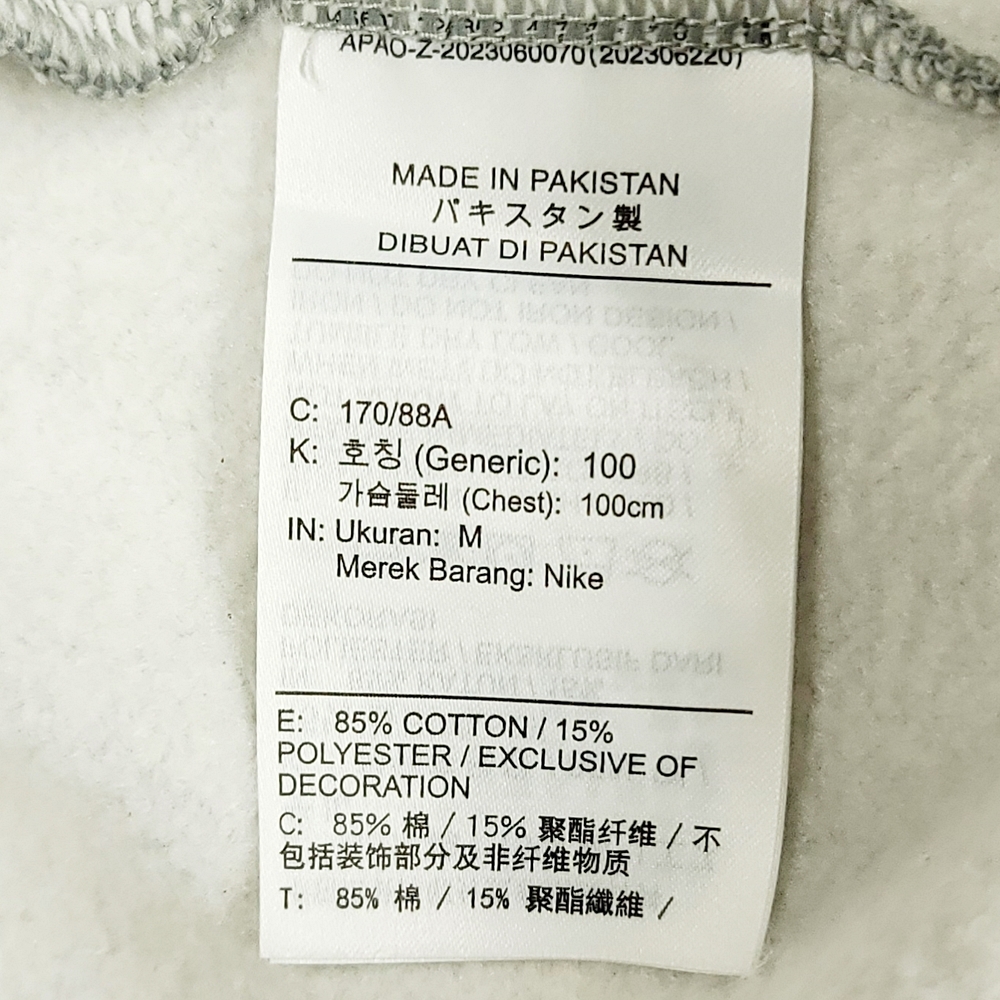 APAO-Z-2023060070(202306220)
MADE IN PAKISTAN
パキスタン製
DIBUAT DI PAKISTAN
C: 170/88A
K: 호칭 (Generic): 100
가슴둘레 (Chest): 100cm
IN: Ukuran: M
Merek Barang: Nike
E: 85% COTTON / 15%
POLYESTER / EXCLUSIVE OF
DECORATION
C: 85% 棉 / 15% 聚酯纤维 / 不
包括装饰部分及非纤维物质
T: 85% 棉 / 15% 聚酯纖維 /